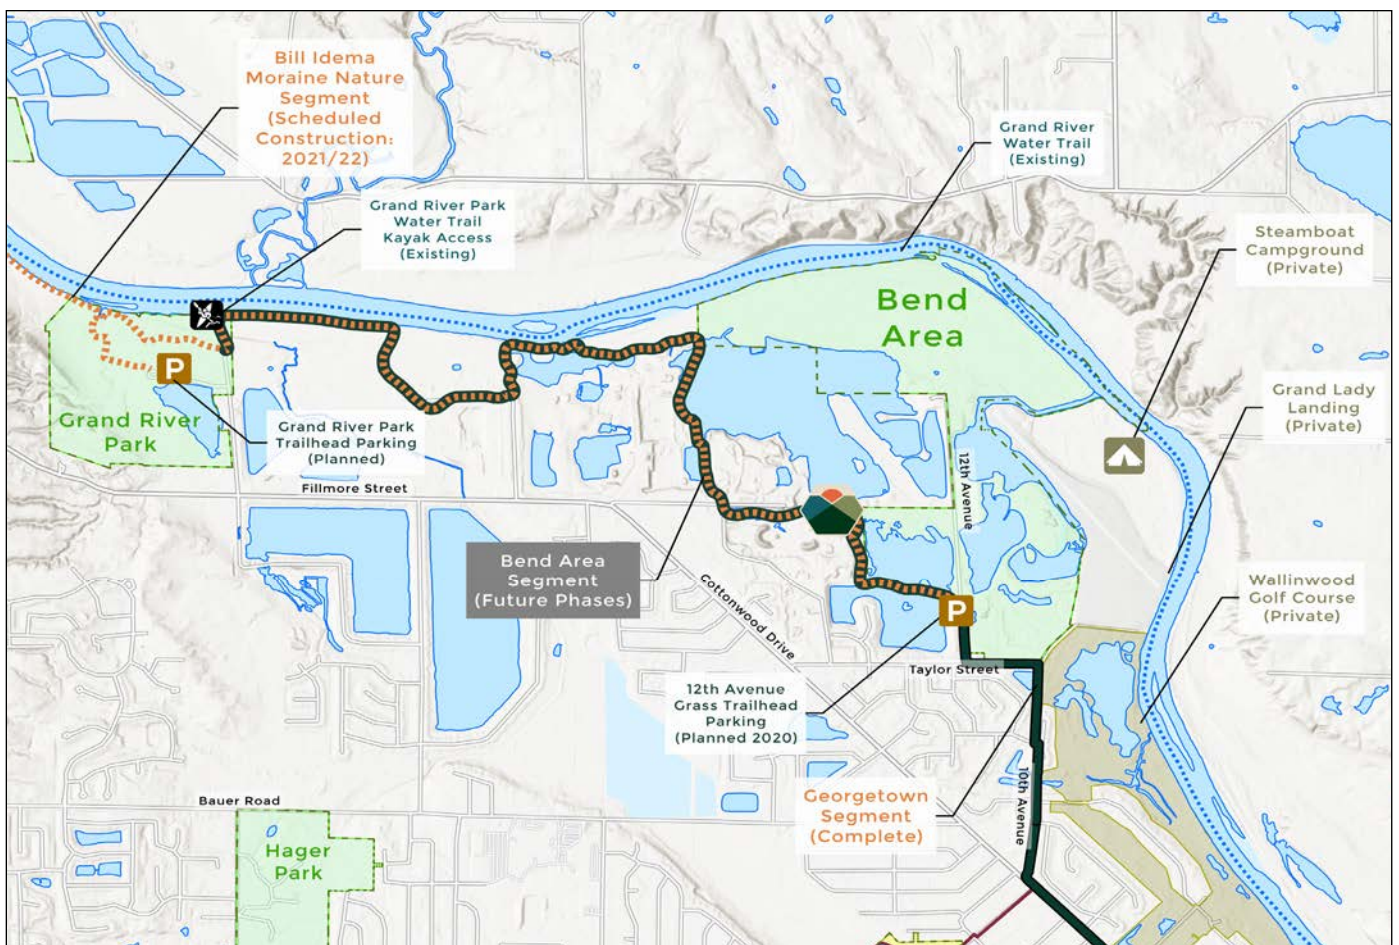 Bill Idema
Moraine Nature
Segment
(Scheduled
Construction:
2021/22)
Grand River
Water Trail
(Existing)
Grand River Park
Water Trail
Kayak Access
(Existing)
Steamboat
Campground
(Private)
Bend
Area
P
Grand River
Park
Grand River Park
Trailhead Parking
(Planned)
Grand Lady
Landing
(Private)
12th Avenue
Fillmore Street
Bend Area
Segment
(Future Phases)
Cottonwood Drive
Wallinwood
Golf Course
(Private)
P
Taylor Street
12th Avenue
Grass Trailhead
Parking
(Planned 2020)
10th Avenue
Georgetown
Segment
(Complete)
Bauer Road
Hager
Park